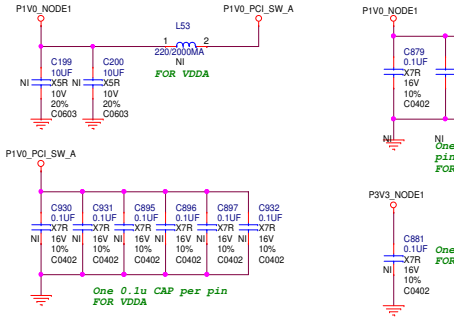 P1V0_NODE1
P1V0_PCI_SW_A
L53
1
2
220/2000MA
NI
FOR VDDA
C199
10UF
NI
X5R
10V
20%
C0603
C200
10UF
NI
X5R
10V
20%
C0603
P1V0_NODE1
C879
0.1UF
X7R
16V
10%
C0402
NI
NI
One
pin
FOR
P1V0_PCI_SW_A
C930
0.1UF
X7R
NI
16V
10%
C0402
C931
0.1UF
X7R
NI
16V
10%
C0402
C895
0.1UF
X7R
NI
16V
10%
C0402
C896
0.1UF
X7R
NI
16V
10%
C0402
C897
0.1UF
X7R
NI
16V
10%
C0402
C932
0.1UF
X7R
NI
16V
10%
C0402
One 0.1u CAP per pin
FOR VDDA
P3V3_NODE1
C881
0.1UF
X7R
NI
16V
10%
C0402
One
FOR